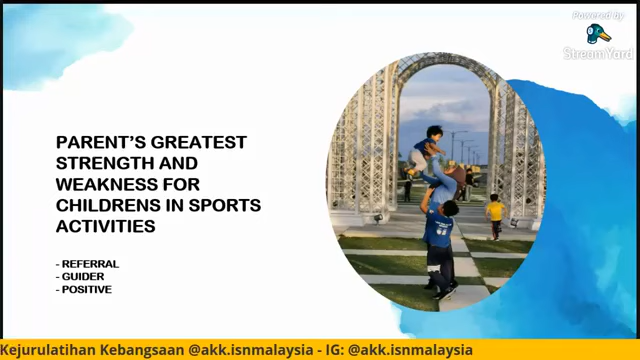 Powered by
StreamYard
PARENT'S GREATEST
STRENGTH AND
WEAKNESS FOR
CHILDRENS IN SPORTS
ACTIVITIES
- REFERRAL
- GUIDER
- POSITIVE
Kejurulatihan Kebangsaan @akk.isnmalaysia - IG: @akk.isnmalaysia